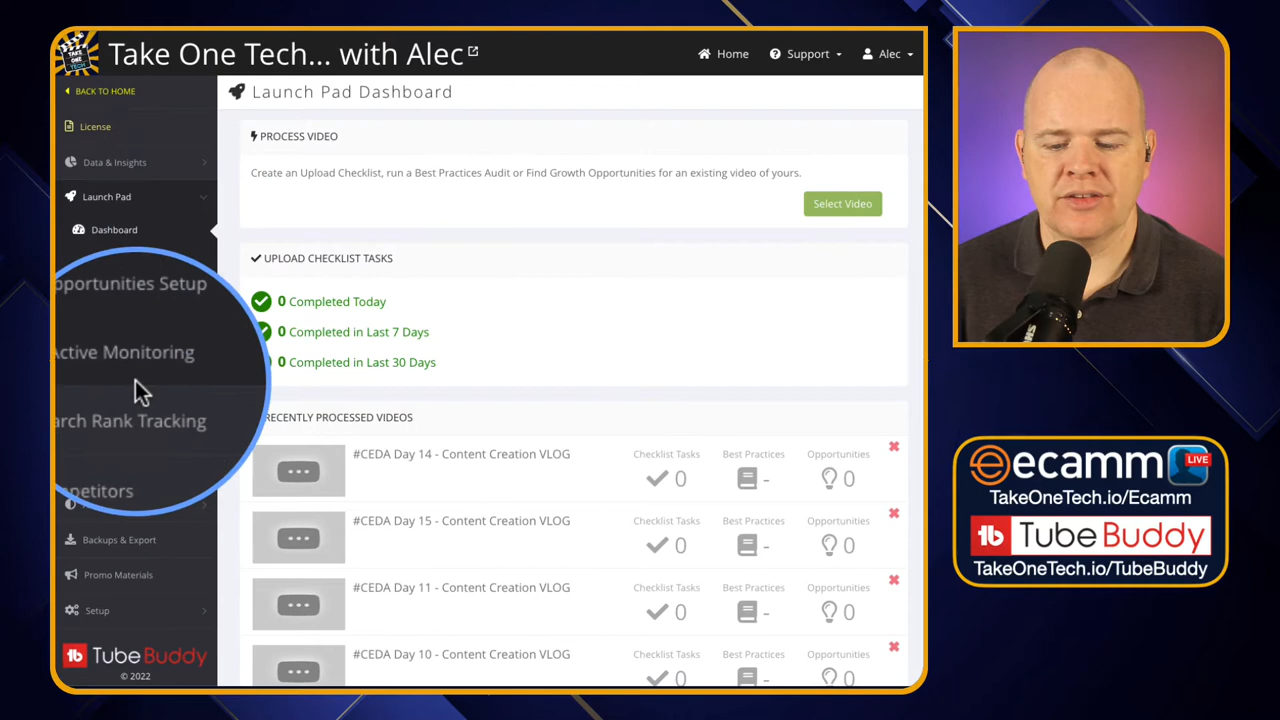 TAKE ONE TECH
Take One Tech... with Alec
Home
Support
Alec
BACK TO HOME
License
Data & Insights
Launch Pad
Dashboard
Opportunities Setup
Active Monitoring
Rank Tracking
Backups & Export
Promo Materials
Setup
TubeBuddy
© 2022
Launch Pad Dashboard
PROCESS VIDEO
Create an Upload Checklist, run a Best Practices Audit or Find Growth Opportunities for an existing video of yours.
Select Video
UPLOAD CHECKLIST TASKS
0 Completed Today
0 Completed in Last 7 Days
0 Completed in Last 30 Days
RECENTLY PROCESSED VIDEOS
#CEDA Day 14 - Content Creation VLOG
Checklist Tasks
Best Practices
Opportunities
0
-
0
#CEDA Day 15 - Content Creation VLOG
Checklist Tasks
Best Practices
Opportunities
0
-
0
#CEDA Day 11 - Content Creation VLOG
Checklist Tasks
Best Practices
Opportunities
0
-
0
#CEDA Day 10 - Content Creation VLOG
Checklist Tasks
Best Practices
Opportunities
0
-
0
ecamm LIVE
TakeOneTech.io/Ecamm
tb TubeBuddy
TakeOneTech.io/TubeBuddy